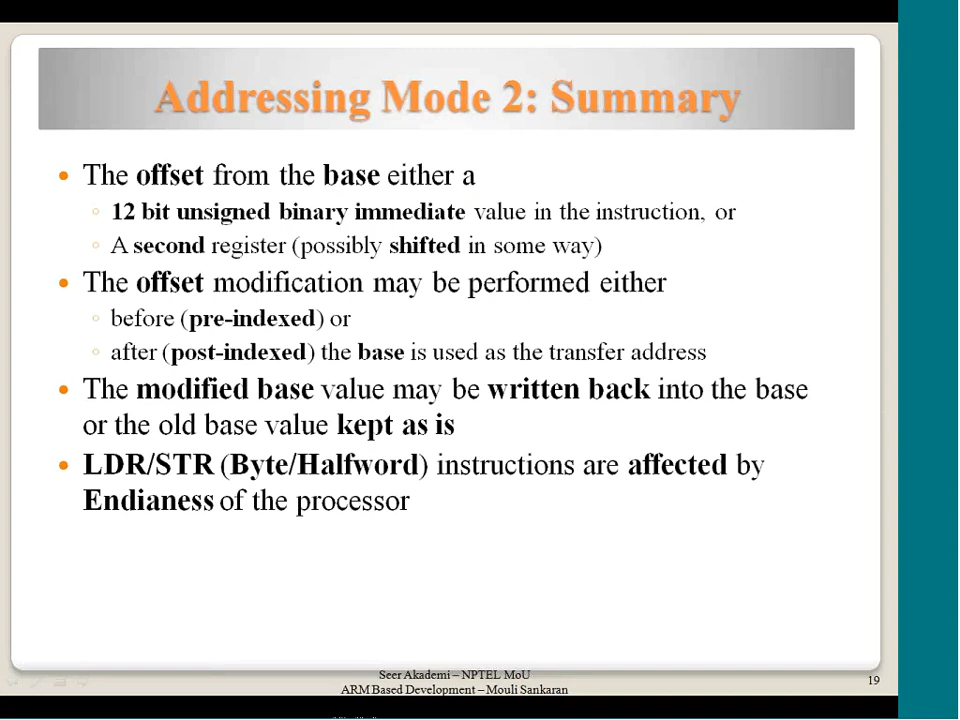 Addressing Mode 2: Summary
The offset from the base either a
12 bit unsigned binary immediate value in the instruction, or
A second register (possibly shifted in some way)
The offset modification may be performed either
before (pre-indexed) or
after (post-indexed) the base is used as the transfer address
The modified base value may be written back into the base
or the old base value kept as is
LDR/STR (Byte/Halfword) instructions are affected by
Endianess of the processor
Seer Akademi – NPTEL MoU
ARM Based Development – Mouli Sankaran
19